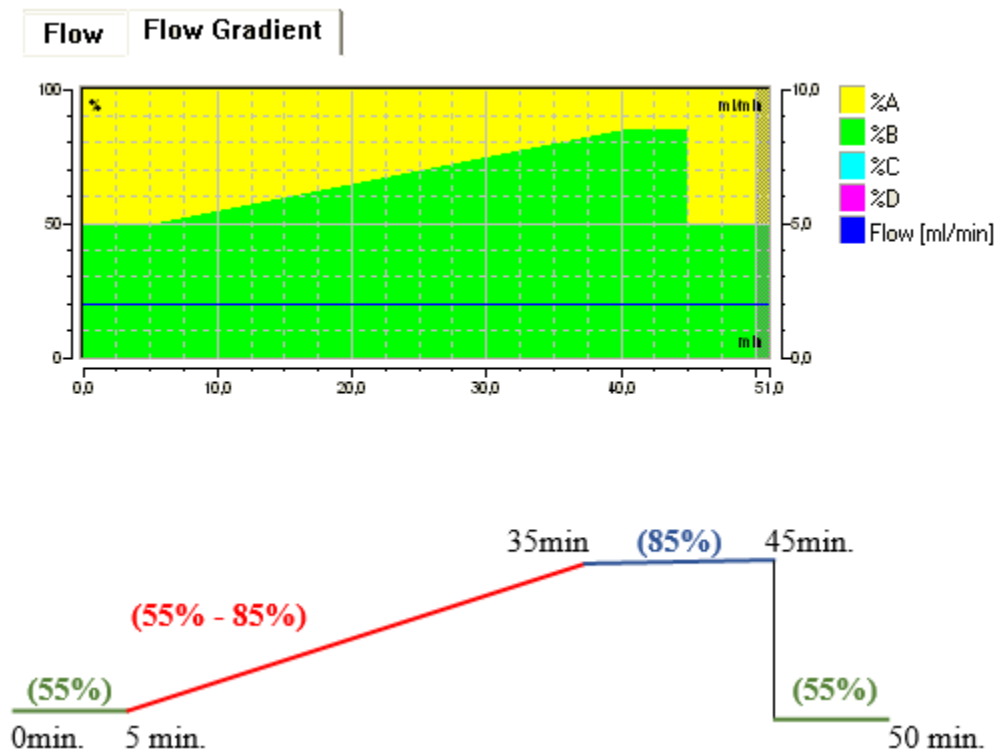 Flow
Flow Gradient
100
%
ml/min
10,0
50
5,0
min
0
0,0
0,0
10,0
20,0
30,0
40,0
51,0
%A
%B
%C
%D
Flow [ml/min]
35min
(85%)
45min.
(55% - 85%)
(55%)
(55%)
0min.
5 min.
50 min.